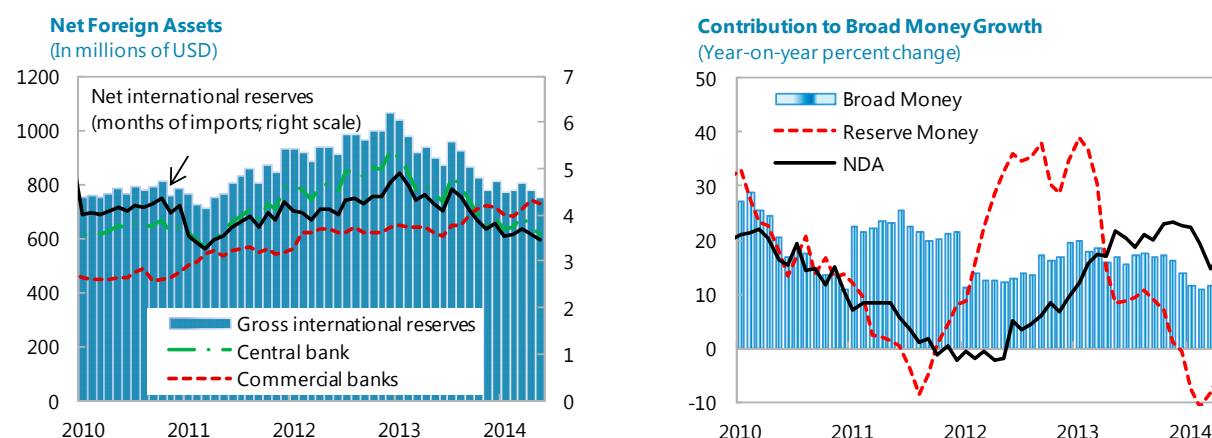 Net Foreign Assets
(In millions of USD)
1200
1000
800
600
400
200
0
7
6
5
4
3
2
1
0
Net international reserves
(months of imports; right scale)
Gross international reserves
Central bank
Commercial banks
2010
2011
2012
2013
2014
Contribution to Broad Money Growth
(Year-on-year percent change)
50
40
30
20
10
0
-10
Broad Money
Reserve Money
NDA
2010
2011
2012
2013
2014